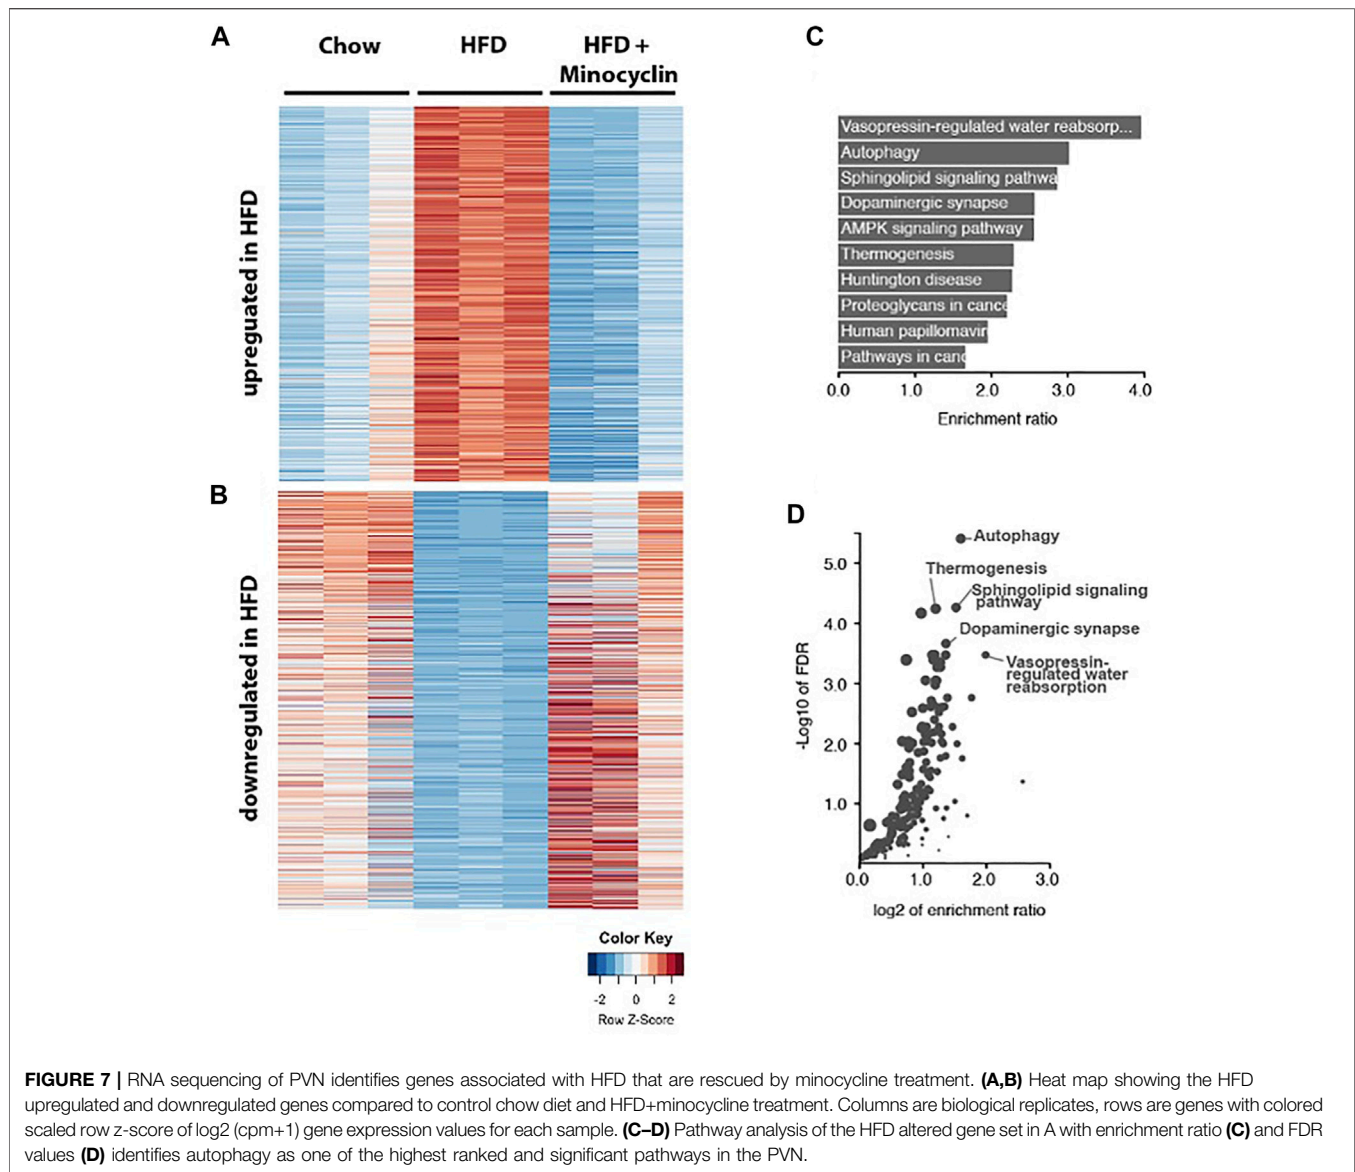 A
Chow
HFD
HFD +
Minocyclin
upreguated in HFD
B
downregulated in HFD
Color Key
-2 0 2
Row Z-Score
C
Vasopressin-regulated water reabsorp...
Autophagy
Sphingolipid signaling pathwa
Dopaminergic synapse
AMPK signaling pathway
Thermogenesis
Huntington disease
Proteoglycans in cance
Human papillomavir
Pathways in canc
0.0 1.0 2.0 3.0 4.0
Enrichment ratio
D
Autophagy
Thermogenesis
Sphingolipid signaling
pathway
Dopaminergic synapse
Vasopressin-
regulated water
reabsorption
-Log10 of FDR
5.0
4.0
3.0
2.0
1.0
0.0 1.0 2.0 3.0
log2 of enrichment ratio
FIGURE 7 | RNA sequencing of PVN identifies genes associated with HFD that are rescued by minocycline treatment. (A,B) Heat map showing the HFD
upregulated and downregulated genes compared to control chow diet and HFD+minocycline treatment. Columns are biological replicates, rows are genes with colored
scaled row z-score of log2 (cpm+1) gene expression values for each sample. (C–D) Pathway analysis of the HFD altered gene set in A with enrichment ratio (C) and FDR
values (D) identifies autophagy as one of the highest ranked and significant pathways in the PVN.